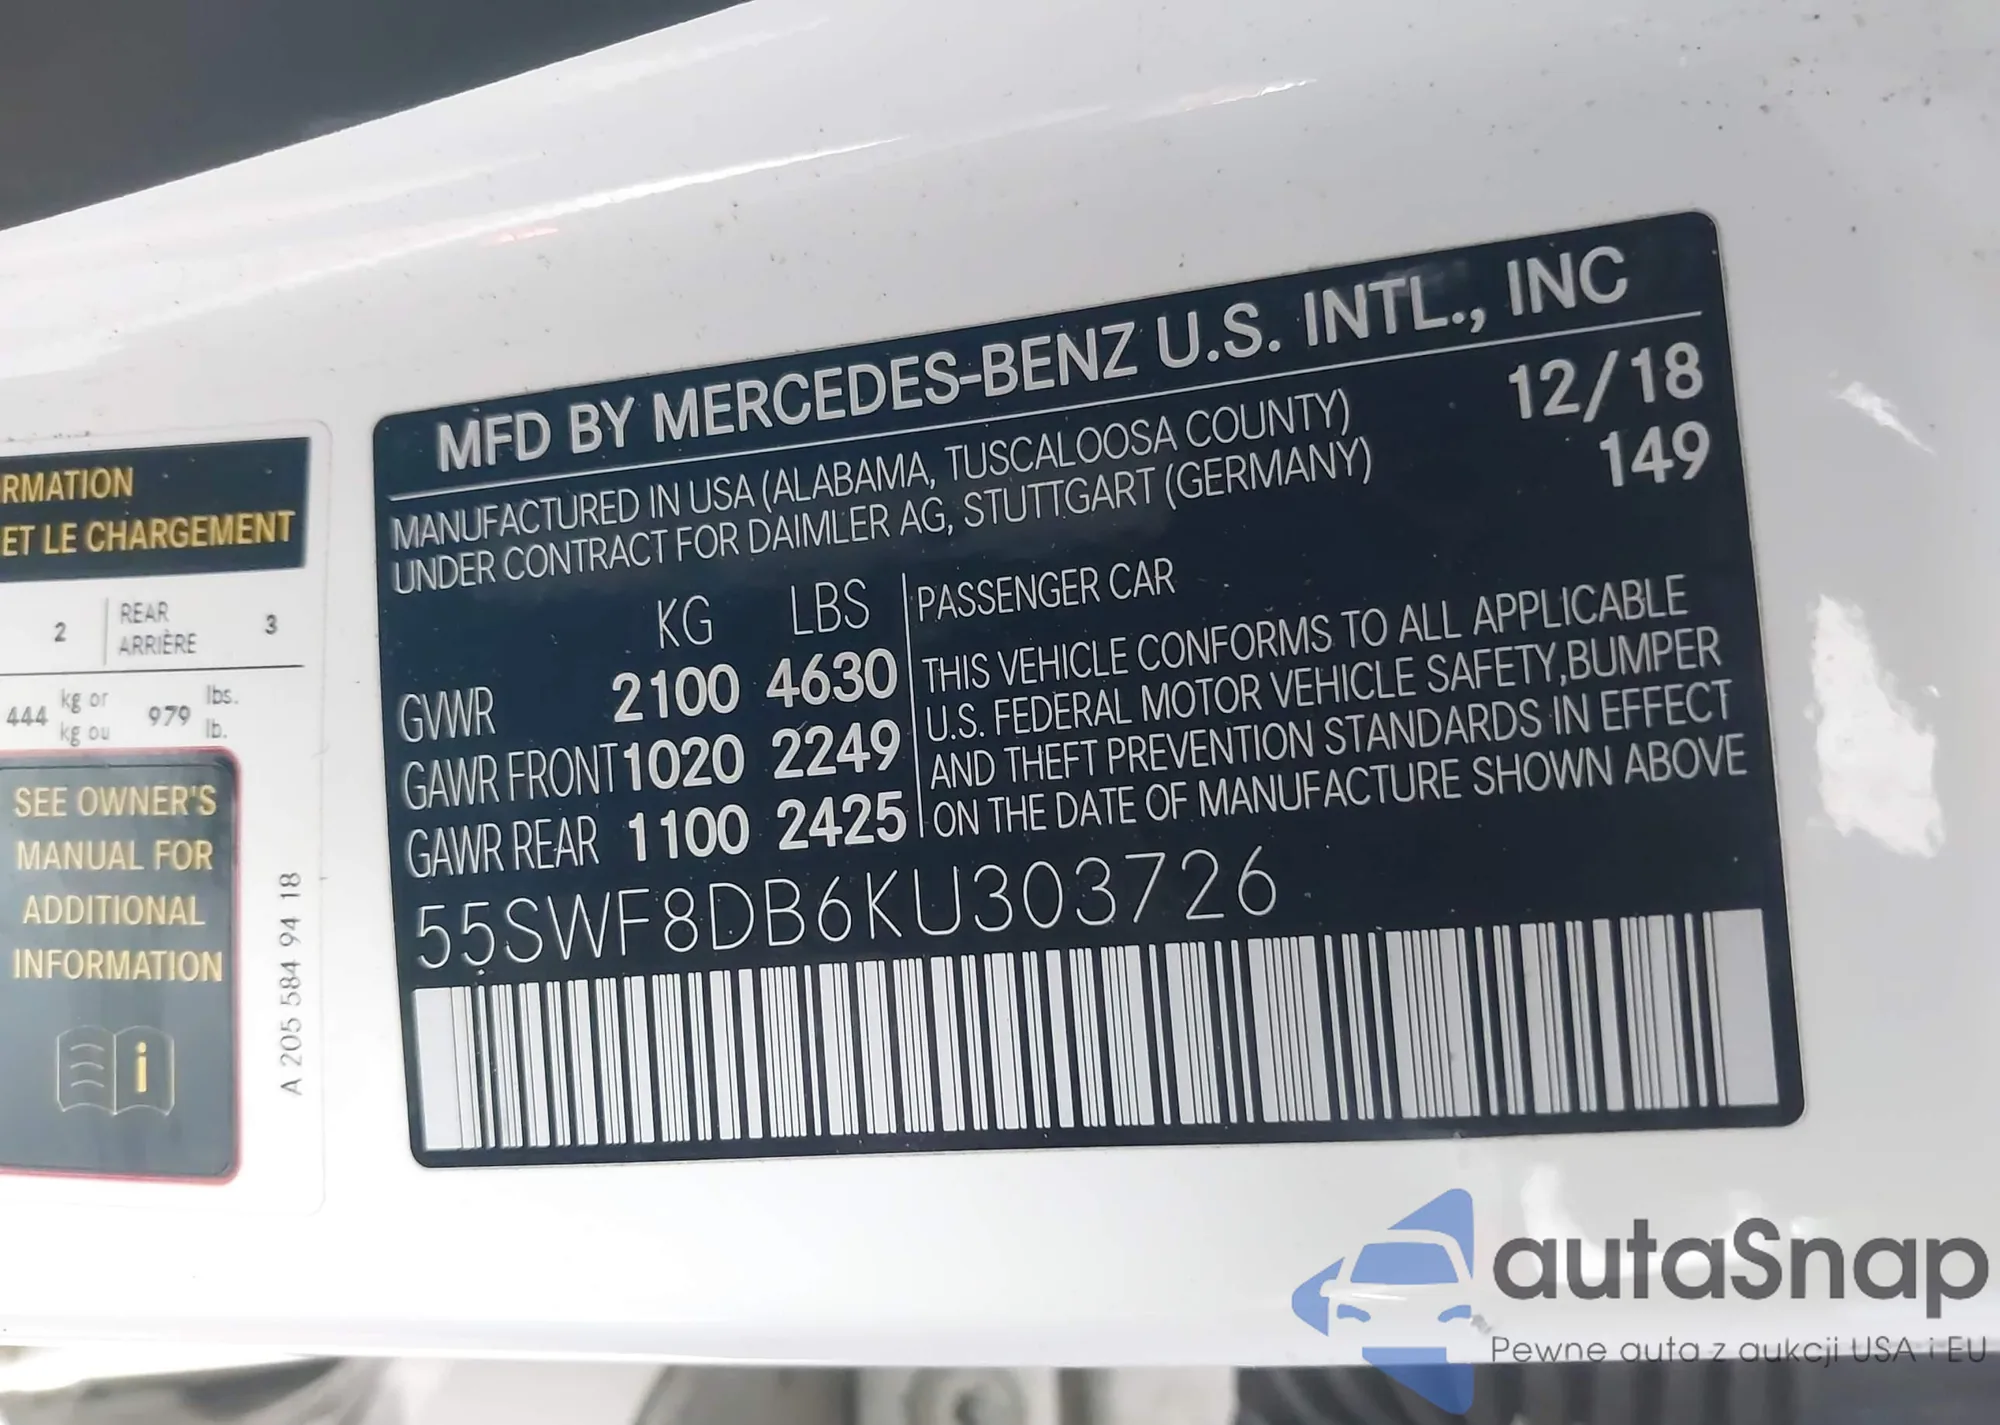 RMATION
ET LE CHARGEMENT
2 REAR 3
ARRIÈRE
444 kg or 979 lbs.
kg ou lb.
SEE OWNER'S
MANUAL FOR
ADDITIONAL
INFORMATION
i
A 205 584 94 18
MFD BY MERCEDES-BENZ U.S. INTL., INC
MANUFACTURED IN USA (ALABAMA, TUSCALOOSA COUNTY) 12/18
UNDER CONTRACT FOR DAIMLER AG, STUTTGART (GERMANY) 149
KG LBS
GVWR 2100 4630
GAWR FRONT 1020 2249
GAWR REAR 1100 2425
PASSENGER CAR
THIS VEHICLE CONFORMS TO ALL APPLICABLE
U.S. FEDERAL MOTOR VEHICLE SAFETY,BUMPER
AND THEFT PREVENTION STANDARDS IN EFFECT
ON THE DATE OF MANUFACTURE SHOWN ABOVE
55SWF8DB6KU303726
autaSnap
Pewne auta z aukcji USA i EU